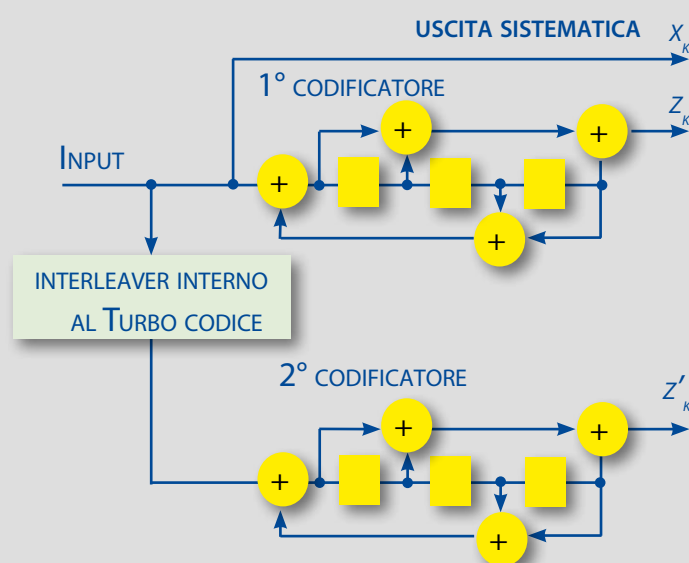 USCITA SISTEMATICA
X K
1° CODIFICATORE
Z K
+
+
INPUT
+
+
INTERLEAVER INTERNO
AL TURBO CODICE
2° CODIFICATORE
Z' K
+
+
+
+